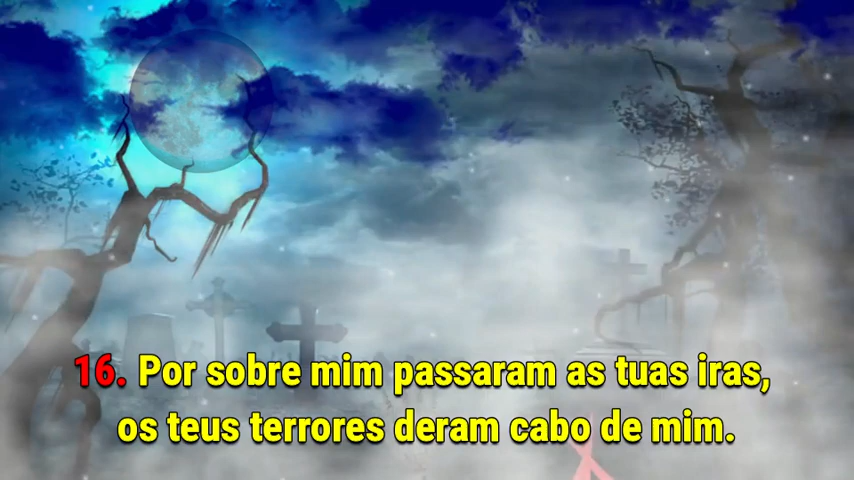 16. Por sobre mim passaram as tuas iras,
os teus terrores deram cabo de mim.